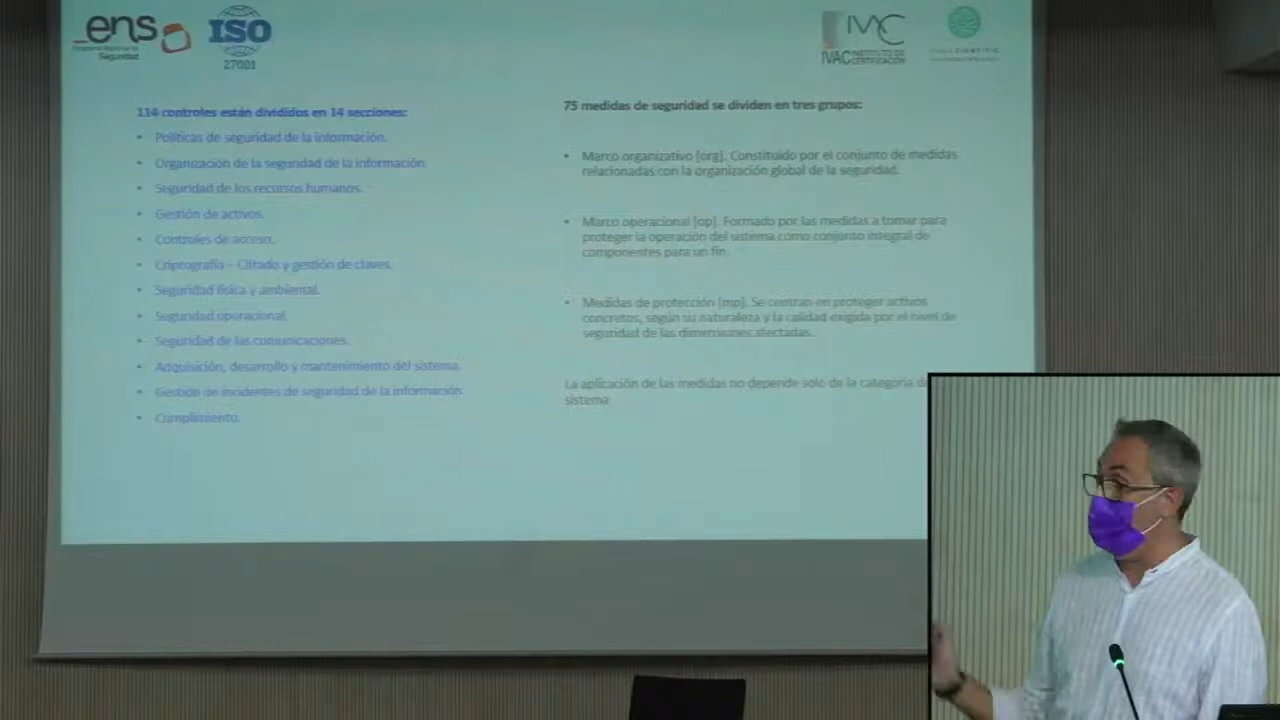 ens
Seguridad
ISO
27001
IVAC
IVAC INSTITUTO DE
CERTIFICACIÓN
114 controles están divididos en 14 secciones:
• Políticas de seguridad de la información.
• Organización de la seguridad de la información.
• Seguridad de los recursos humanos.
• Gestión de activos.
• Controles de acceso.
• Criptografía – Cifrado y gestión de claves.
• Seguridad física y ambiental.
• Seguridad operacional.
• Seguridad de las comunicaciones.
• Adquisición, desarrollo y mantenimiento del sistema.
• Gestión de incidentes de seguridad de la información.
• Cumplimiento.
75 medidas de seguridad se dividen en tres grupos:
• Marco organizativo [org]. Constituido por el conjunto de medidas
relacionadas con la organización global de la seguridad.
• Marco operacional [op]. Formado por las medidas a tomar para
proteger la operación del sistema como conjunto integral de
componentes para un fin.
• Medidas de protección [mp]. Se centran en proteger activos
concretos, según su naturaleza y la calidad exigida por el nivel de
seguridad de las dimensiones afectadas.
La aplicación de las medidas no depende solo de la categoría
sistema